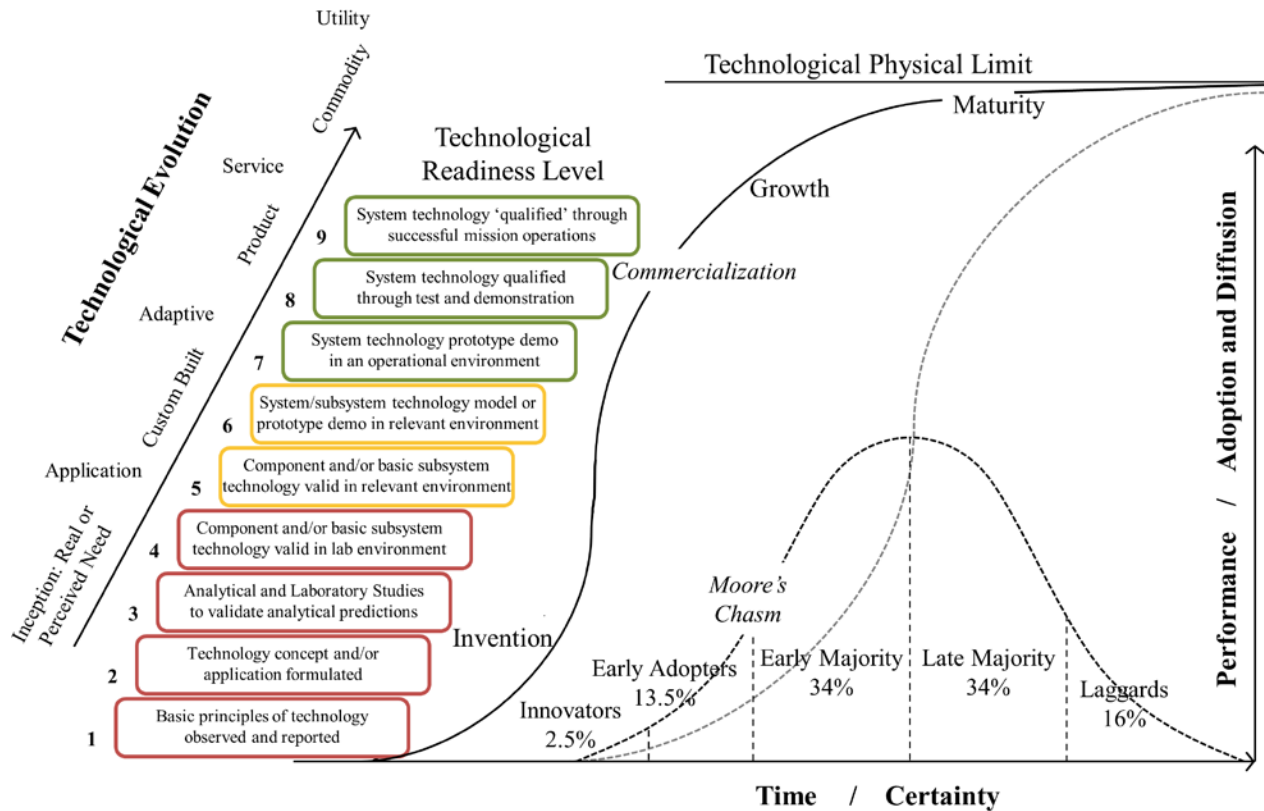 Utility
Commodity
Service
Product
Adaptive
Custom Built
Application
Inception: Real or
Perceived Need
Technological Evolution
Technological
Readiness Level
9
System technology ‘qualified’ through
successful mission operations
8
System technology qualified
through test and demonstration
7
System technology prototype demo
in an operational environment
6
System/subsystem technology model or
prototype demo in relevant environment
5
Component and/or basic subsystem
technology valid in relevant environment
4
Component and/or basic subsystem
technology valid in lab environment
3
Analytical and Laboratory Studies
to validate analytical predictions
2
Technology concept and/or
application formulated
1
Basic principles of technology
observed and reported
Technological Physical Limit
Maturity
Growth
Commercialization
Invention
Moore’s
Chasm
Innovators
2.5%
Early Adopters
13.5%
Early Majority
34%
Late Majority
34%
Laggards
16%
Performance / Adoption and Diffusion
Time / Certainty